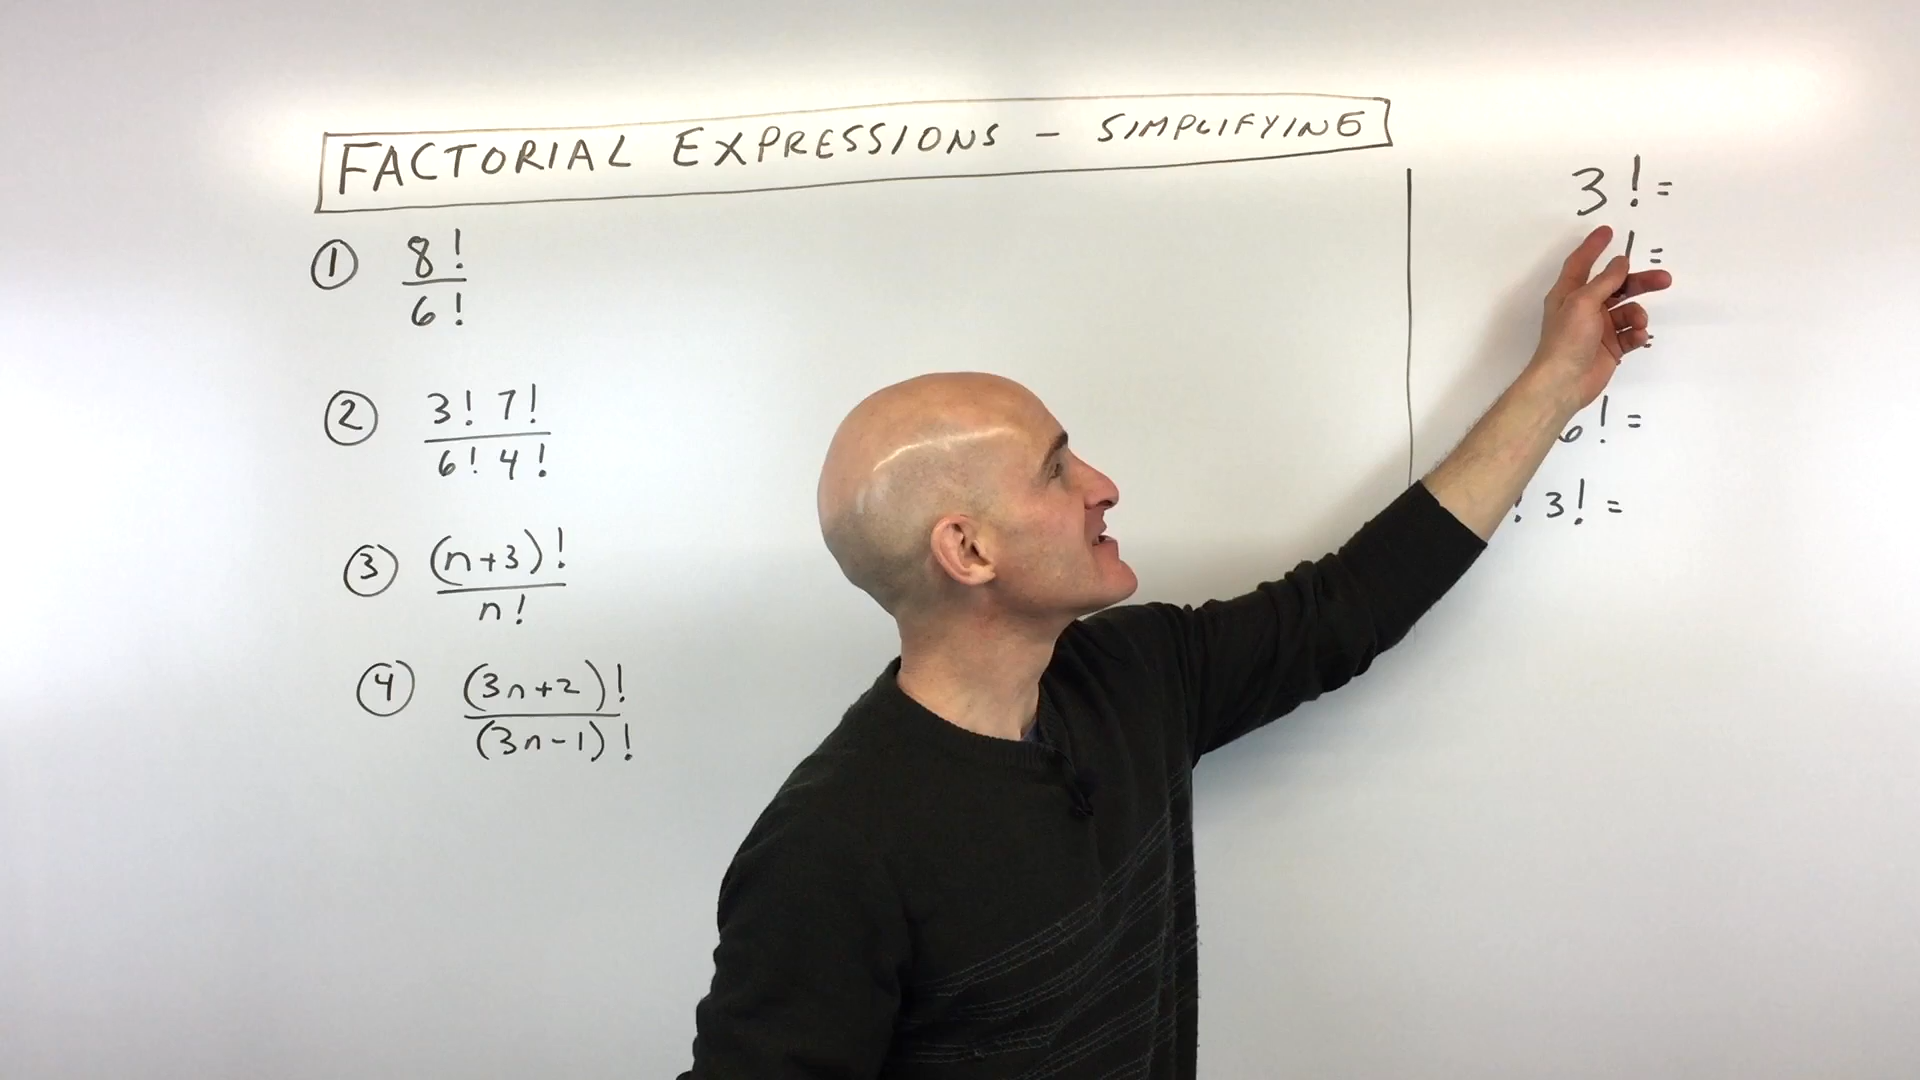 FACTORIAL EXPRESSIONS - SIMPLIFYING
① 8!
6!
② 3! 7!
6! 4!
③ (n+3)!
n!
④ (3n+2)!
(3n-1)!
3! =
! =
=
6! =
! 3! =